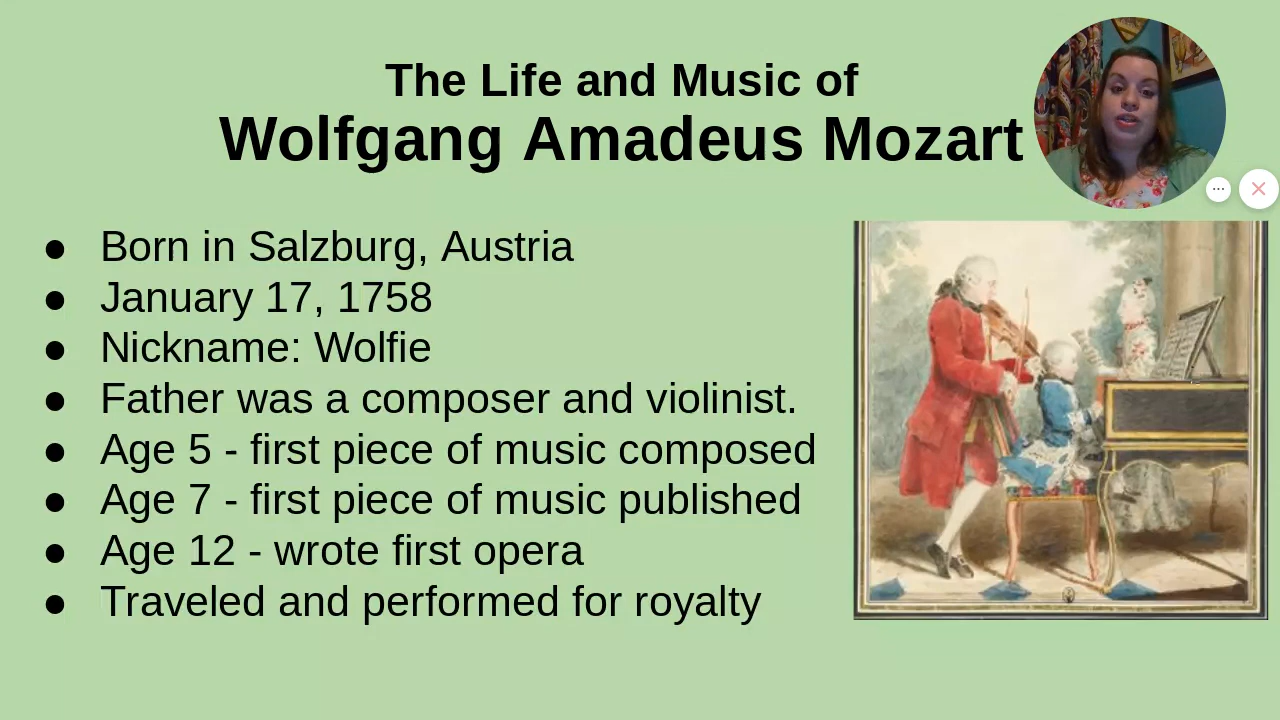 The Life and Music of
Wolfgang Amadeus Mozart
● Born in Salzburg, Austria
● January 17, 1758
● Nickname: Wolfie
● Father was a composer and violinist.
● Age 5 - first piece of music composed
● Age 7 - first piece of music published
● Age 12 - wrote first opera
● Traveled and performed for royalty